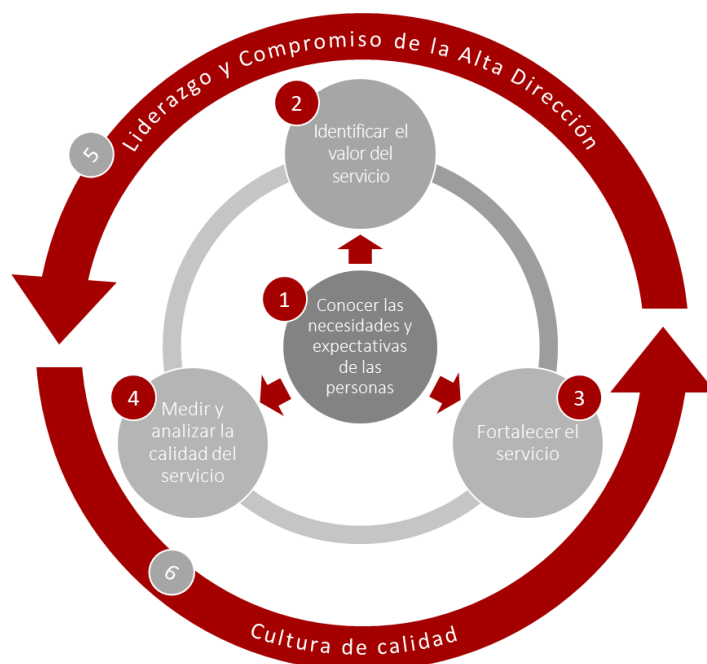 Liderazgo y Compromiso de la Alta Dirección
5
2
Identificar el
valor del
servicio
1
Conocer las
necesidades y
expectativas
de las
personas
4
Medir y
analizar la
calidad del
servicio
3
Fortalecer el
servicio
6
Cultura de calidad